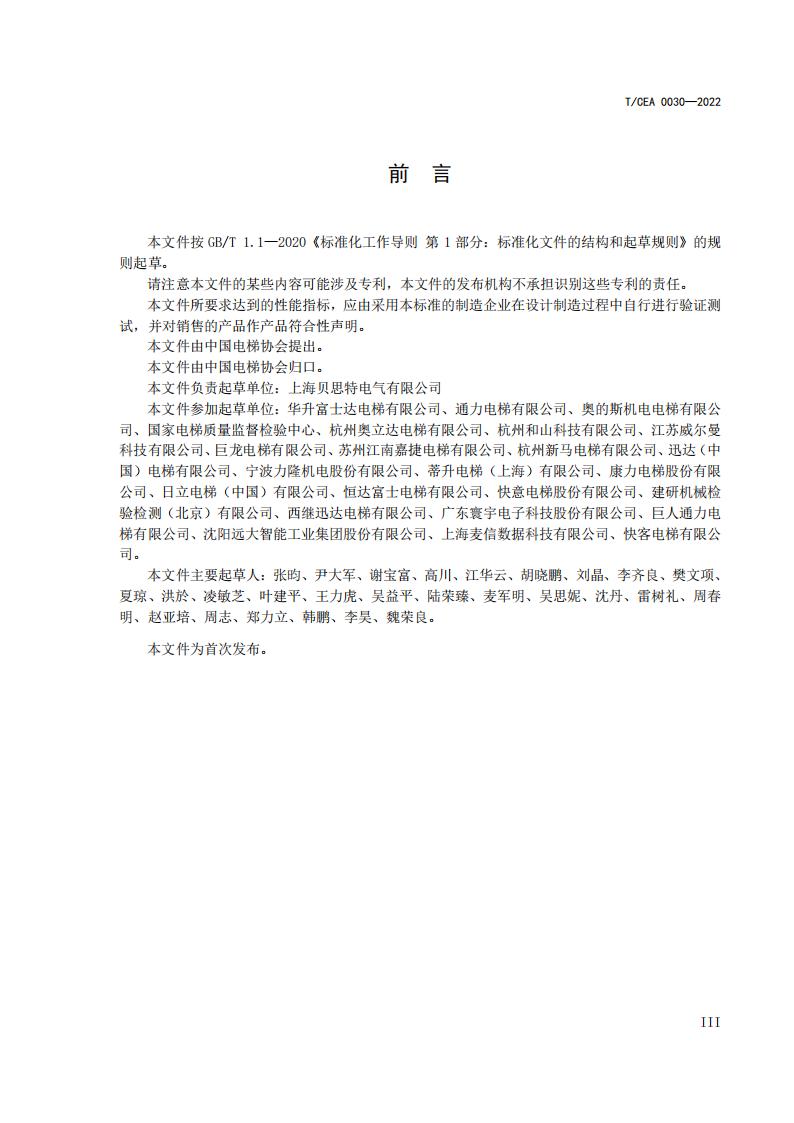 T/CEA 0030—2022
前 言
本文件按 GB/T 1.1—2020《标准化工作导则 第 1 部分：标准化文件的结构和起草规则》的规
则起草。
请注意本文件的某些内容可能涉及专利，本文件的发布机构不承担识别这些专利的责任。
本文件所要求达到的性能指标，应由采用本标准的制造企业在设计制造过程中自行进行验证测
试，并对销售的产品作产品符合性声明。
本文件由中国电梯协会提出。
本文件由中国电梯协会归口。
本文件负责起草单位：上海贝思特电气有限公司
本文件参加起草单位：华升富士达电梯有限公司、通力电梯有限公司、奥的斯机电电梯有限公
司、国家电梯质量监督检验中心、杭州奥立达电梯有限公司、杭州和山科技有限公司、江苏威尔曼
科技有限公司、巨龙电梯有限公司、苏州江南嘉捷电梯有限公司、杭州新马电梯有限公司、迅达（中
国）电梯有限公司、宁波力隆机电股份有限公司、蒂升电梯（上海）有限公司、康力电梯股份有限
公司、日立电梯（中国）有限公司、恒达富士电梯有限公司、快意电梯股份有限公司、建研机械检
验检测（北京）有限公司、西继迅达电梯有限公司、广东寰宇电子科技股份有限公司、巨人通力电
梯有限公司、沈阳远大智能工业集团股份有限公司、上海麦信数据科技有限公司、快客电梯有限公
司。
本文件主要起草人：张昀、尹大军、谢宝富、高川、江华云、胡晓鹏、刘晶、李齐良、樊文项、
夏琼、洪於、凌敏芝、叶建平、王力虎、吴益平、陆荣臻、麦军明、吴思妮、沈丹、雷树礼、周春
明、赵亚培、周志、郑力立、韩鹏、李昊、魏荣良。
本文件为首次发布。
III